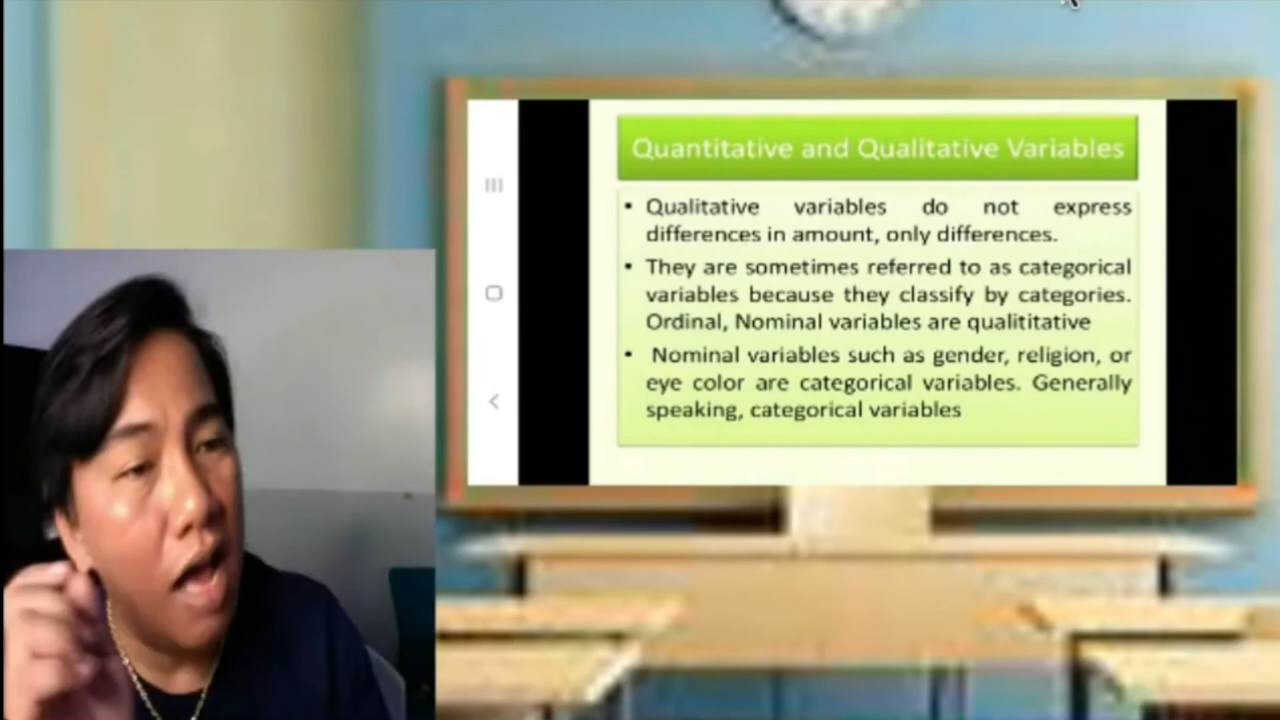 Quantitative and Qualitative Variables
• Qualitative variables do not express
differences in amount, only differences.
• They are sometimes referred to as categorical
variables because they classify by categories.
Ordinal, Nominal variables are qualititative
• Nominal variables such as gender, religion, or
eye color are categorical variables. Generally
speaking, categorical variables